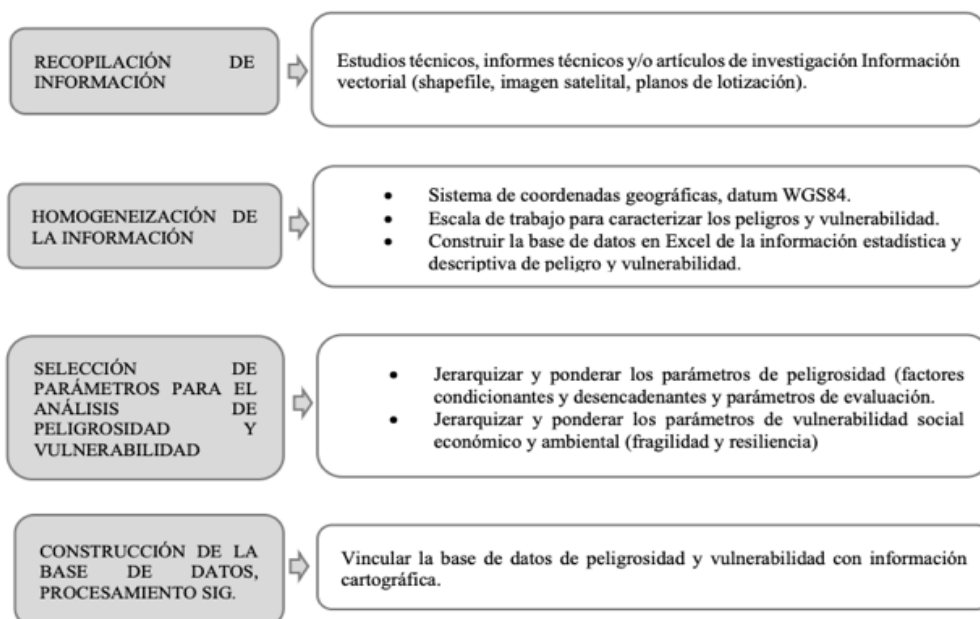 RECOPILACIÓN DE
INFORMACIÓN
Estudios técnicos, informes técnicos y/o artículos de investigación Información
vectorial (shapefile, imagen satelital, planos de lotización).
HOMOGENEIZACIÓN DE
LA INFORMACIÓN
• Sistema de coordenadas geográficas, datum WGS84.
• Escala de trabajo para caracterizar los peligros y vulnerabilidad.
• Construir la base de datos en Excel de la información estadística y
descriptiva de peligro y vulnerabilidad.
SELECCIÓN DE
PARÁMETROS PARA EL
ANÁLISIS DE
PELIGROSIDAD Y
VULNERABILIDAD
• Jerarquizar y ponderar los parámetros de peligrosidad (factores
condicionantes y desencadenantes y parámetros de evaluación.
• Jerarquizar y ponderar los parámetros de vulnerabilidad social
económico y ambiental (fragilidad y resiliencia)
CONSTRUCCIÓN DE LA
BASE DE DATOS,
PROCESAMIENTO SIG.
Vincular la base de datos de peligrosidad y vulnerabilidad con información
cartográfica.